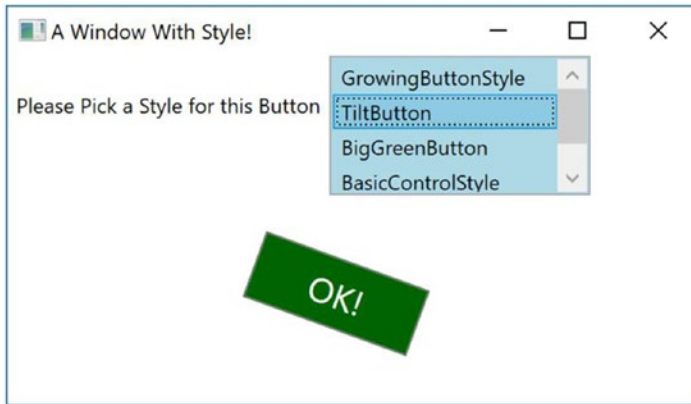 A Window With Style!
Please Pick a Style for this Button
GrowingButtonStyle
TiltButton
BigGreenButton
BasicControlStyle
OK!